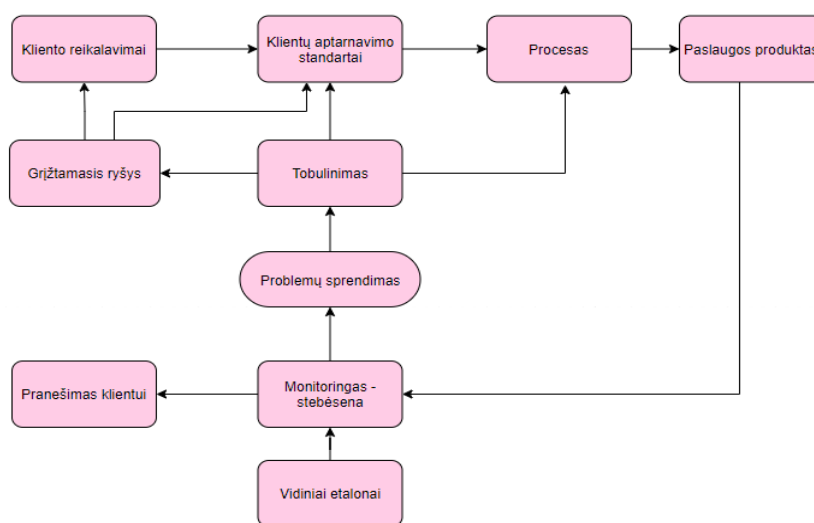 Kliento reikalavimai
Klientų aptarnavimo
standartai
Procesas
Paslaugos produktas
Grįžtamasis ryšys
Tobulinimas
Problemų sprendimas
Pranešimas klientui
Monitoringas -
stebėsena
Vidiniai etalonai